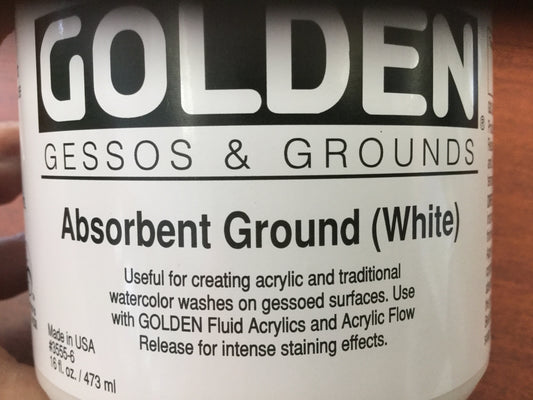 GOLDEN
®
GESSOS & GROUNDS
Absorbent Ground (White)
Useful for creating acrylic and traditional
watercolor washes on gessoed surfaces. Use
with GOLDEN Fluid Acrylics and Acrylic Flow
Release for intense staining effects.
Made in USA
#3555-6
16 fl. oz. / 473 ml